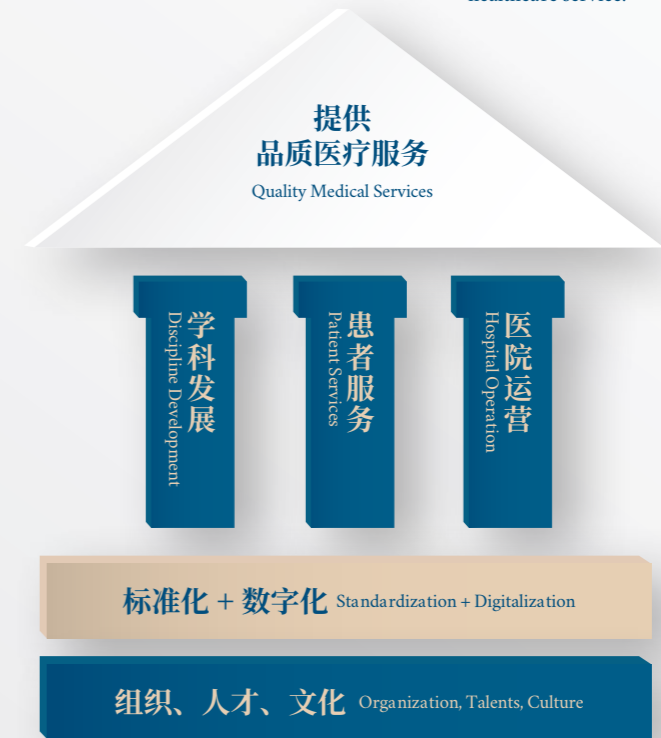 healthcare service.
提供
品质医疗服务
Quality Medical Services
学科发展
Discipline Development
患者服务
Patient Services
医院运营
Hospital Operation
标准化 + 数字化 Standardization + Digitalization
组织、人才、文化 Organization, Talents, Culture